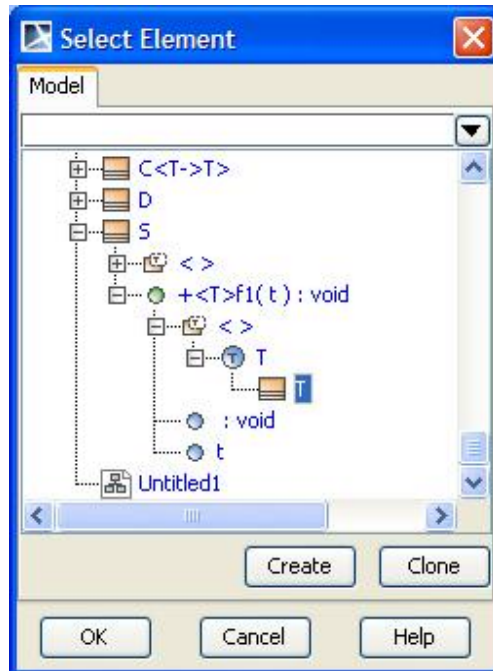 Select Element
Model
C<T->T>
D
S
< >
+<T>f1( t ) : void
< >
T
T
: void
t
Untitled1
Create Clone
OK Cancel Help